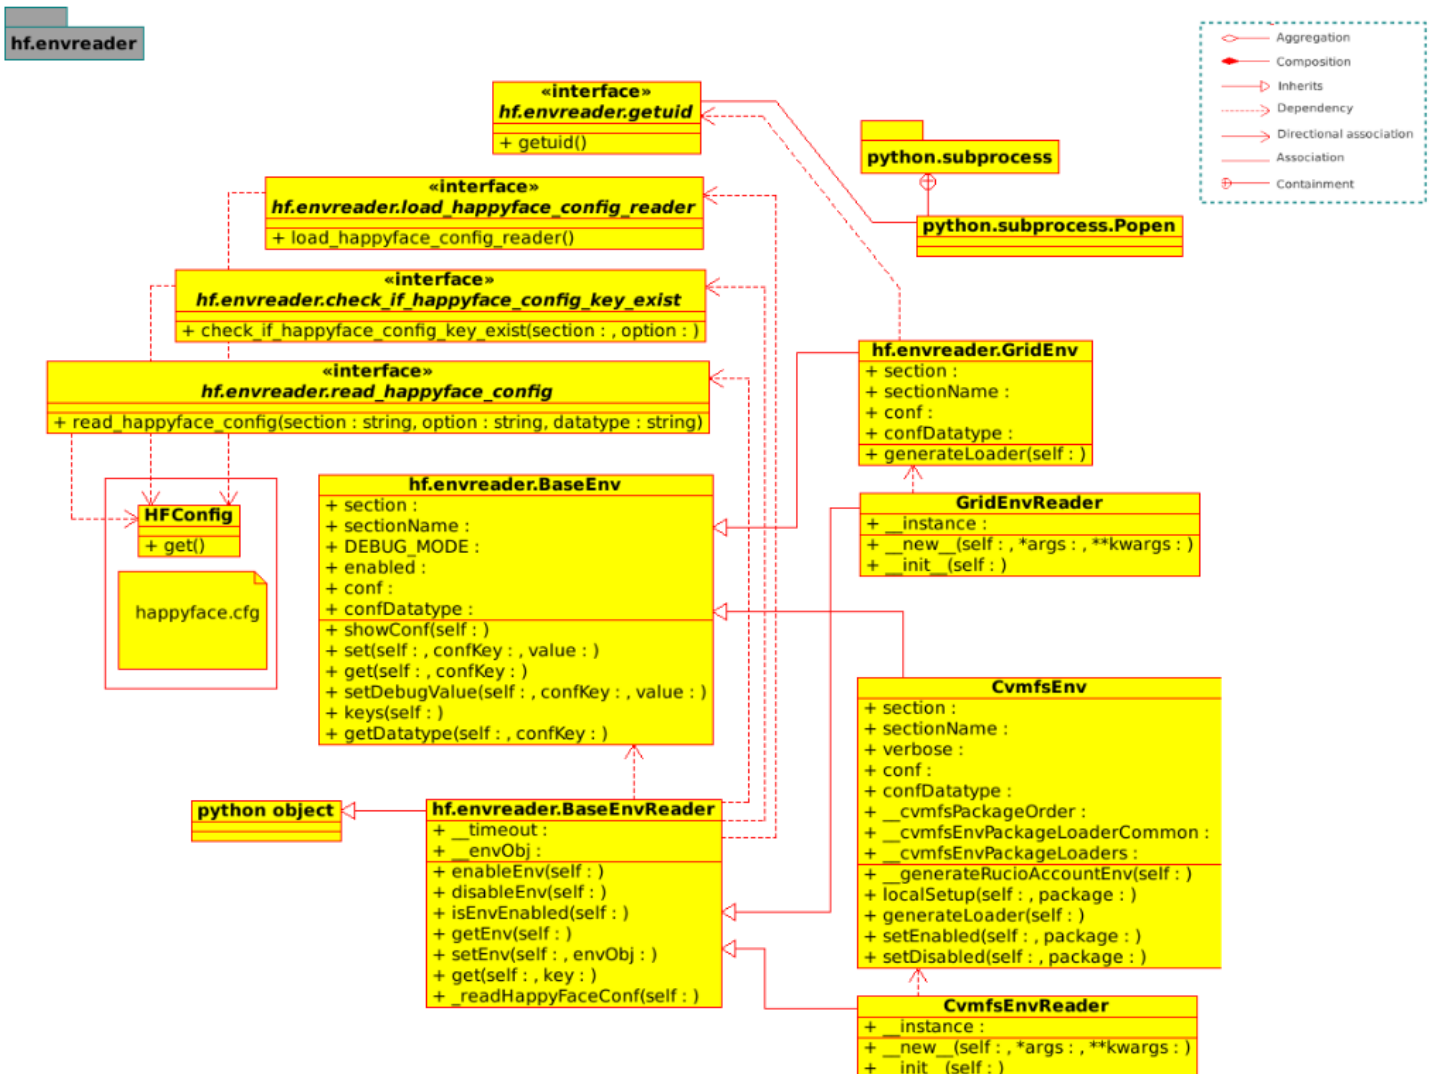 hf.envreader
Aggregation
Composition
Inherits
Dependency
Directional association
Association
Containment
«interface»
hf.envreader.getuid
+ getuid()
python.subprocess
python.subprocess.Popen
«interface»
hf.envreader.load_happyface_config_reader
+ load_happyface_config_reader()
«interface»
hf.envreader.check_if_happyface_config_key_exist
+ check_if_happyface_config_key_exist(section : , option : )
«interface»
hf.envreader.read_happyface_config
+ read_happyface_config(section : string, option : string, datatype : string)
HFConfig
+ get()
happyface.cfg
hf.envreader.BaseEnv
+ section :
+ sectionName :
+ DEBUG_MODE :
+ enabled :
+ conf :
+ confDatatype :
+ showConf(self : )
+ set(self : , confKey : , value : )
+ get(self : , confKey : )
+ setDebugValue(self : , confKey : , value : )
+ keys(self : )
+ getDatatype(self : , confKey : )
hf.envreader.GridEnv
+ section :
+ sectionName :
+ conf :
+ confDatatype :
+ generateLoader(self : )
GridEnvReader
+ __instance :
+ __new__(self : , *args : , **kwargs : )
+ __init__(self : )
python object
hf.envreader.BaseEnvReader
+ __timeout :
+ __envObj :
+ enableEnv(self : )
+ disableEnv(self : )
+ isEnvEnabled(self : )
+ getEnv(self : )
+ setEnv(self : , envObj : )
+ get(self : , key : )
+ _readHappyFaceConf(self : )
CvmfsEnv
+ section :
+ sectionName :
+ verbose :
+ conf :
+ confDatatype :
+ __cvmfsPackageOrder :
+ __cvmfsEnvPackageLoaderCommon :
+ __cvmfsEnvPackageLoaders :
+ __generateRucioAccountEnv(self : )
+ localSetup(self : , package : )
+ generateLoader(self : )
+ setEnabled(self : , package : )
+ setDisabled(self : , package : )
CvmfsEnvReader
+ __instance :
+ __new__(self : , *args : , **kwargs : )
+ __init__(self : )